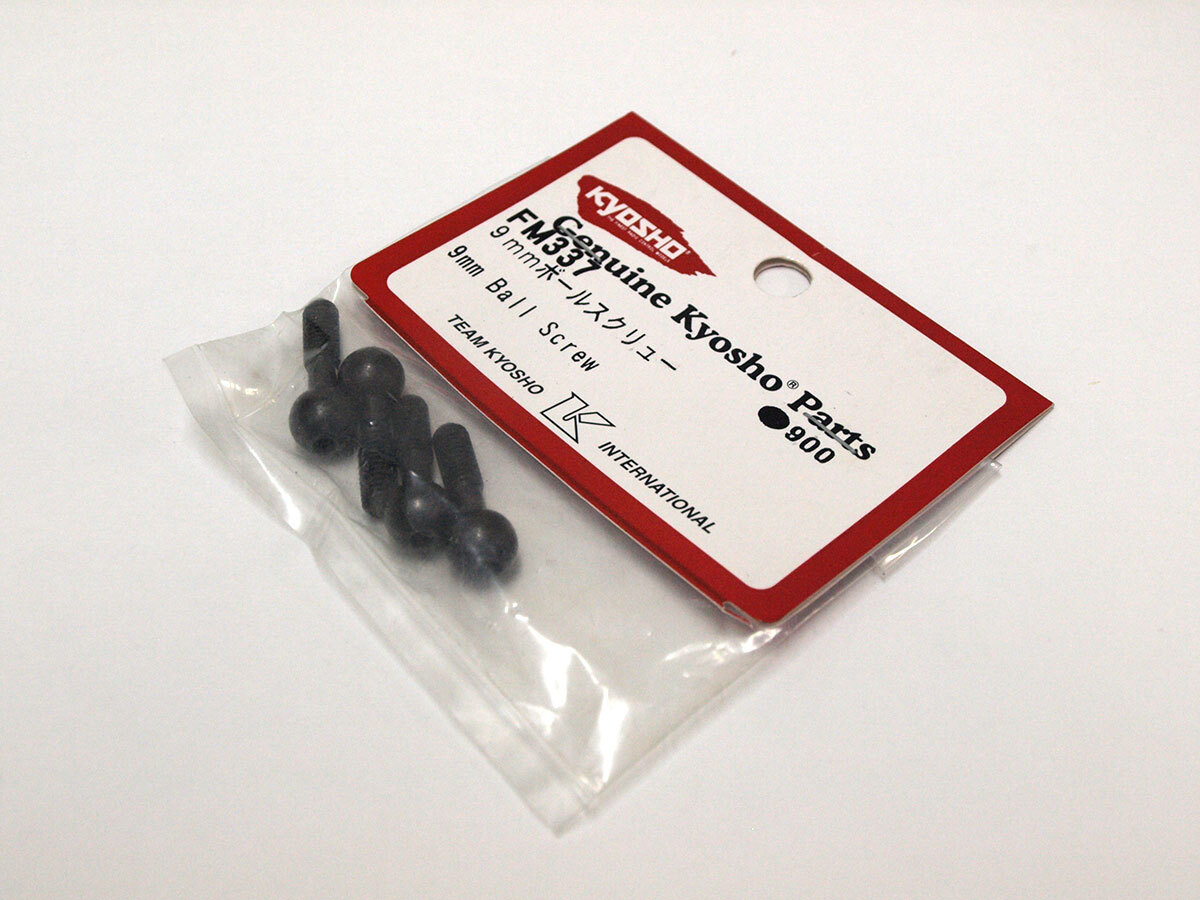 KYOSHO
Genuine Kyosho® Parts
FM337
●900
9mmボールスクリュー
9mm Ball Screw
TEAM KYOSHO K INTERNATIONAL